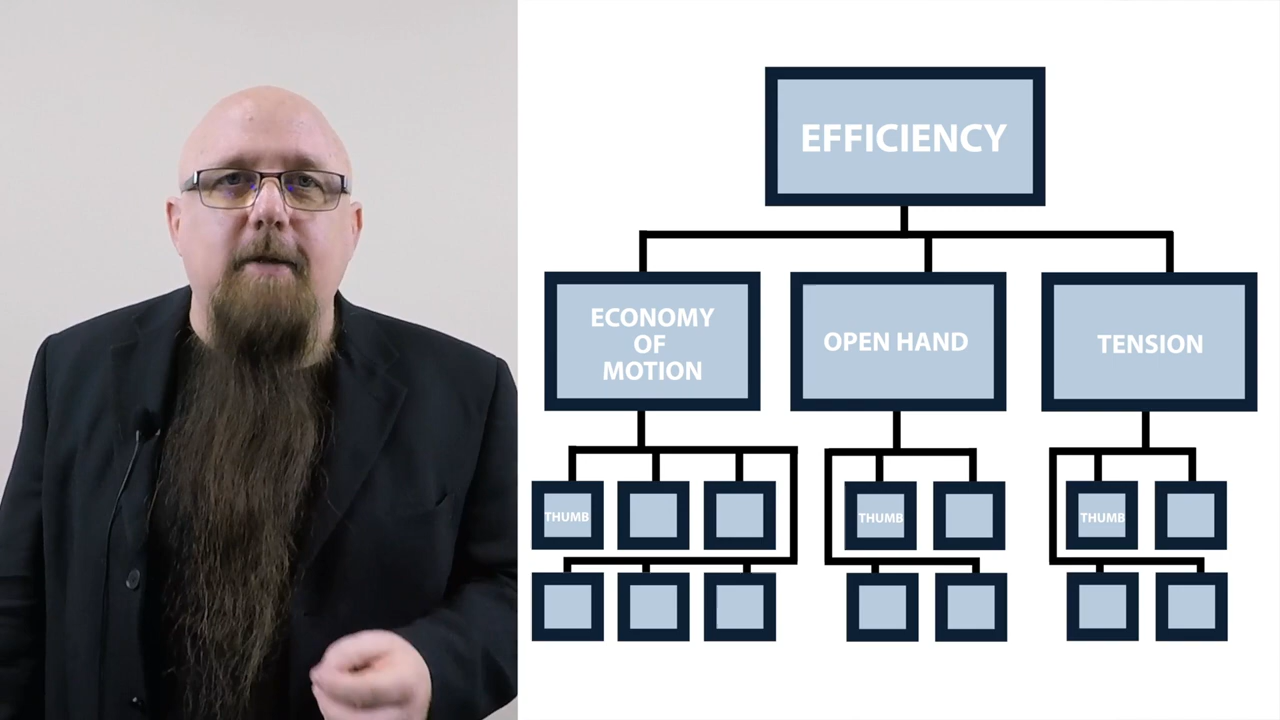 EFFICIENCY
ECONOMY
OF
MOTION
OPEN HAND
TENSION
THUMB
THUMB
THUMB